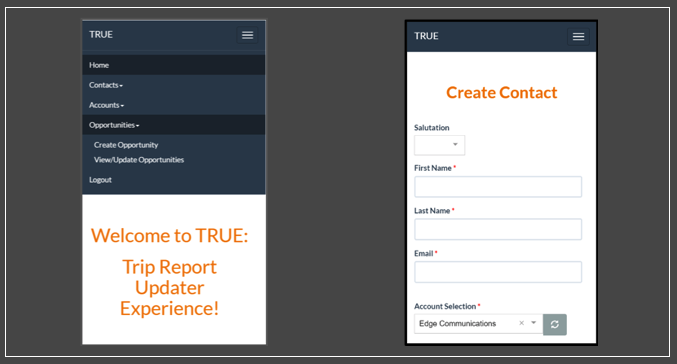 TRUE
Home
Contacts
Accounts
Opportunities
Create Opportunity
View/Update Opportunities
Logout
Welcome to TRUE:
Trip Report
Updater
Experience!
TRUE
Create Contact
Salutation
First Name *
Last Name *
Email *
Account Selection *
Edge Communications ×